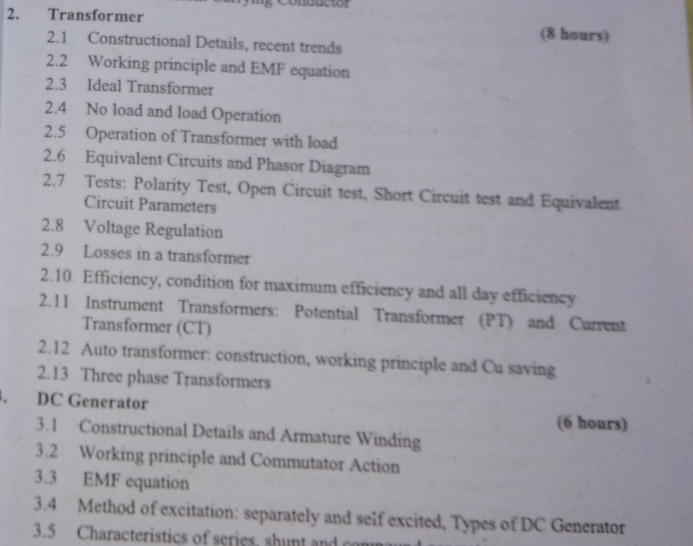 Carrying Conductor
2. Transformer (8 hours)
2.1 Constructional Details, recent trends
2.2 Working principle and EMF equation
2.3 Ideal Transformer
2.4 No load and load Operation
2.5 Operation of Transformer with load
2.6 Equivalent Circuits and Phasor Diagram
2.7 Tests: Polarity Test, Open Circuit test, Short Circuit test and Equivalent
Circuit Parameters
2.8 Voltage Regulation
2.9 Losses in a transformer
2.10 Efficiency, condition for maximum efficiency and all day efficiency
2.11 Instrument Transformers: Potential Transformer (PT) and Current
Transformer (CT)
2.12 Auto transformer: construction, working principle and Cu saving
2.13 Three phase Transformers
DC Generator (6 hours)
3.1 Constructional Details and Armature Winding
3.2 Working principle and Commutator Action
3.3 EMF equation
3.4 Method of excitation: separately and self excited, Types of DC Generator
3.5 Characteristics of series, shunt and